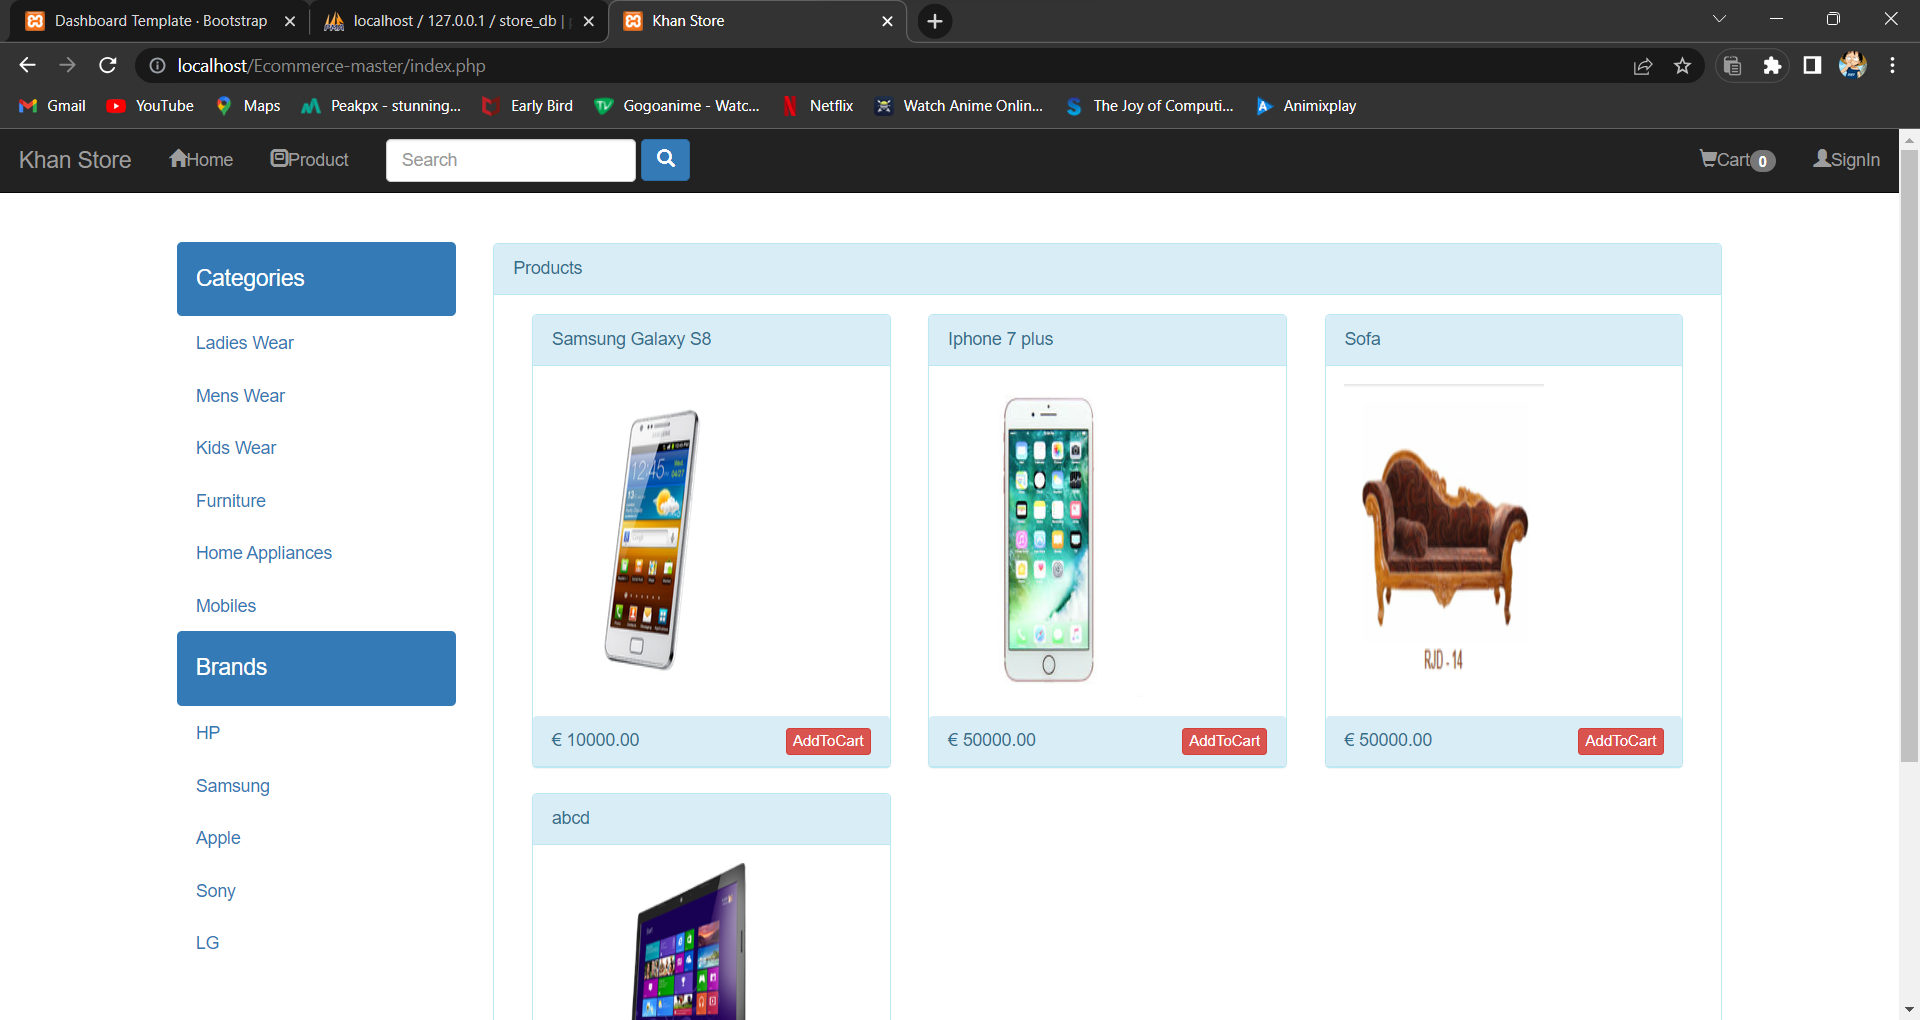 Dashboard Template · Bootstrap
localhost / 127.0.0.1 / store_db |
Khan Store
localhost/Ecommerce-master/index.php
Gmail
YouTube
Maps
Peakpx - stunning...
Early Bird
Gogoanime - Watc...
Netflix
Watch Anime Onlin...
The Joy of Computi...
Animixplay
Khan Store
Home
Product
Search
Cart 0
SignIn
Categories
Ladies Wear
Mens Wear
Kids Wear
Furniture
Home Appliances
Mobiles
Brands
HP
Samsung
Apple
Sony
LG
Products
Samsung Galaxy S8
12:45
€ 10000.00
AddToCart
Iphone 7 plus
€ 50000.00
AddToCart
Sofa
RJD - 14
€ 50000.00
AddToCart
abcd